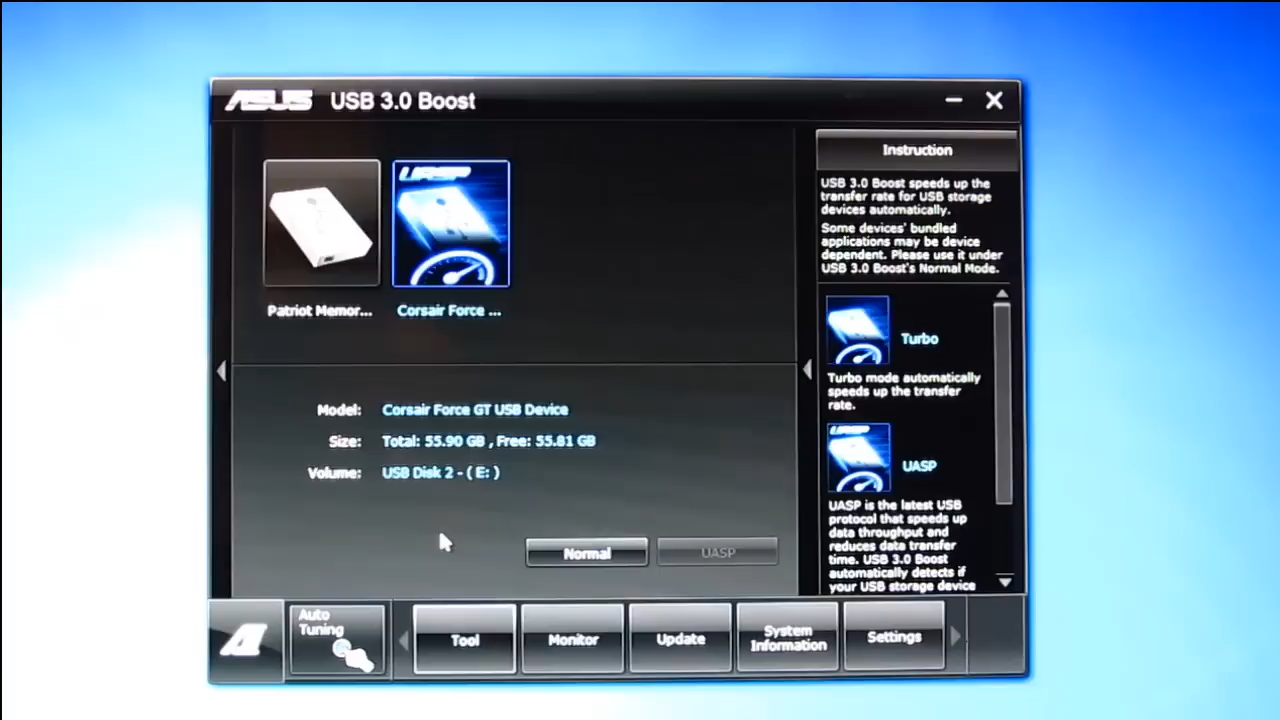 ASUS USB 3.0 Boost
Instruction
USB 3.0 Boost speeds up the
transfer rate for USB storage
devices automatically.
Some devices' bundled
applications may be device
dependent. Please use it under
USB 3.0 Boost's Normal Mode.
UASP
Patriot Memor...
Corsair Force ...
Turbo
Turbo mode automatically
speeds up the transfer
rate.
UASP
UASP
UASP is the latest USB
protocol that speeds up
data throughput and
reduces data transfer
time. USB 3.0 Boost
automatically detects if
your USB storage device
Model: Corsair Force GT USB Device
Size: Total: 55.90 GB , Free: 55.81 GB
Volume: USB Disk 2 - ( E: )
Normal
UASP
Auto
Tuning
Tool
Monitor
Update
System
Information
Settings